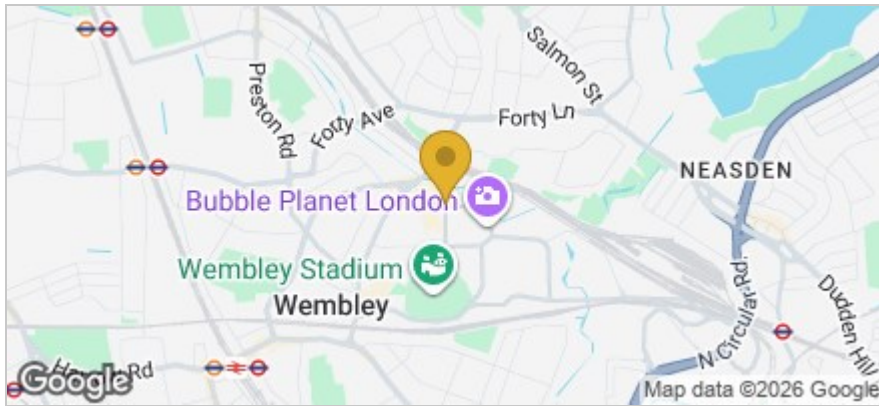 Salmon St
Preston Rd
Forty Ave
Forty Ln
NEASDEN
Bubble Planet London
Wembley Stadium
Wembley
N Circular Rd
Dudden Hill
Rd
Google
Map data ©2026 Google